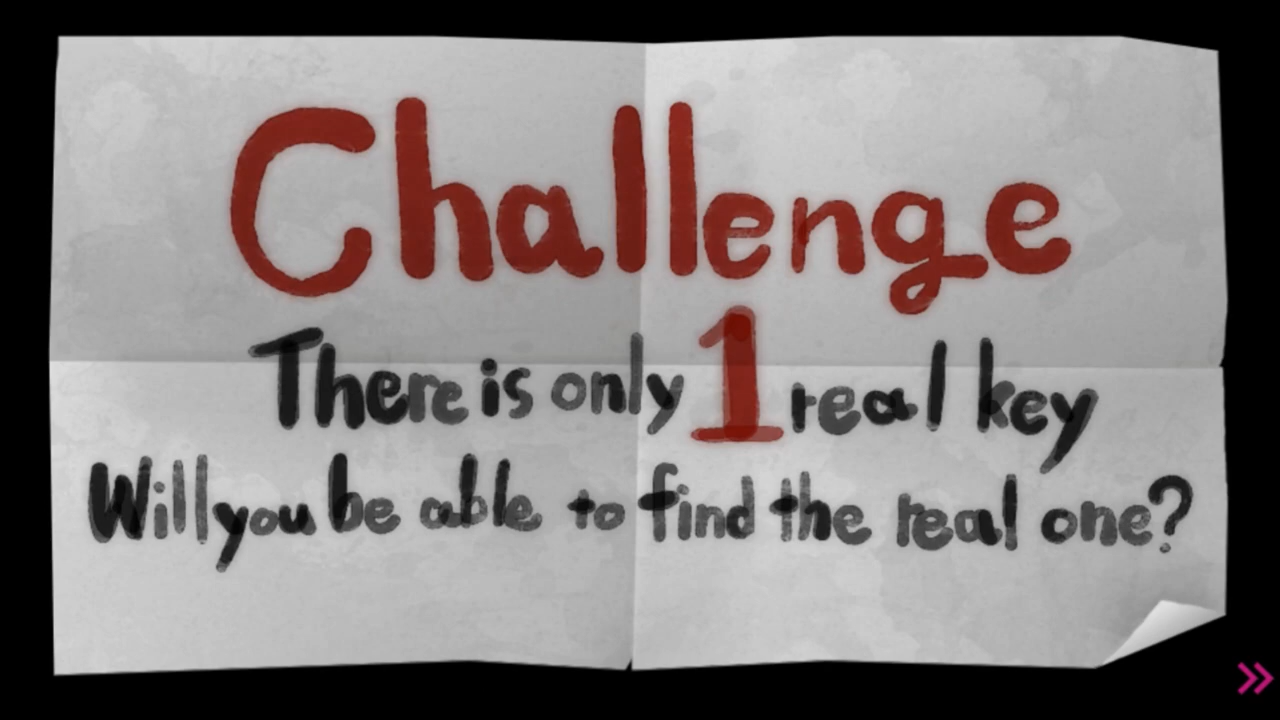 Challenge
There is only 1 real key
Will you be able to find the real one?